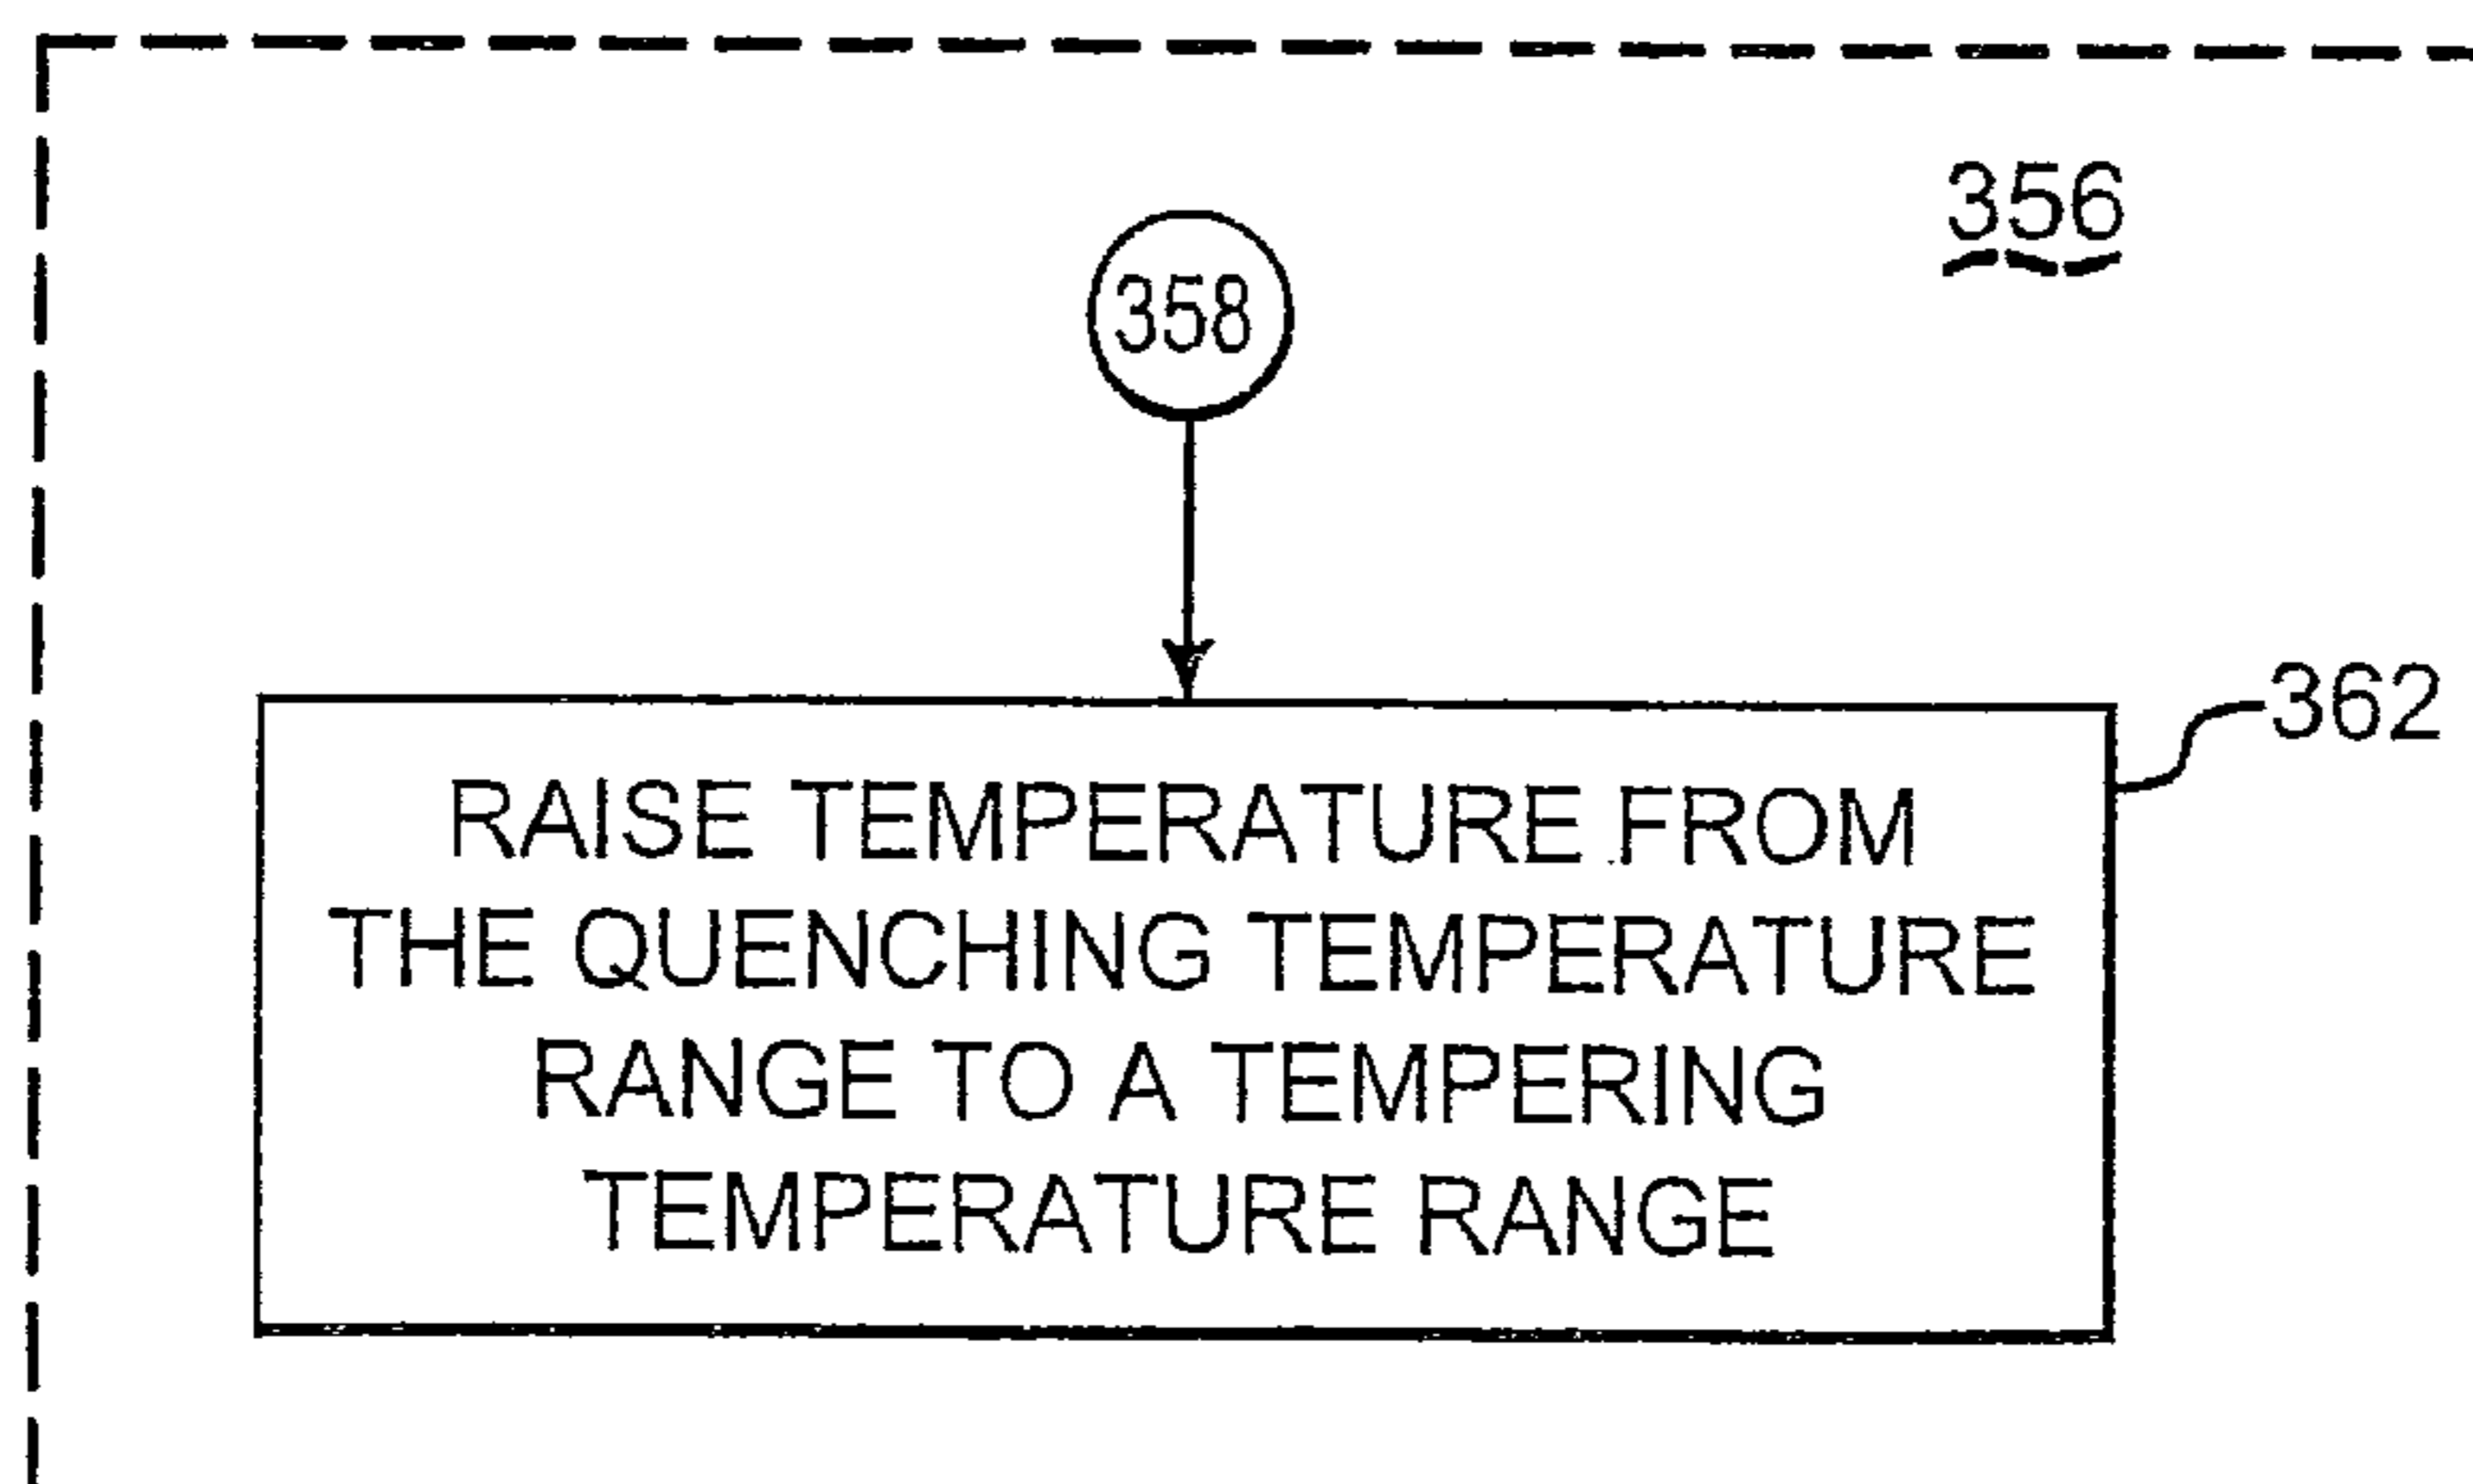 356
358
362
RAISE TEMPERATURE FROM
THE QUENCHING TEMPERATURE
RANGE TO A TEMPERING
TEMPERATURE RANGE